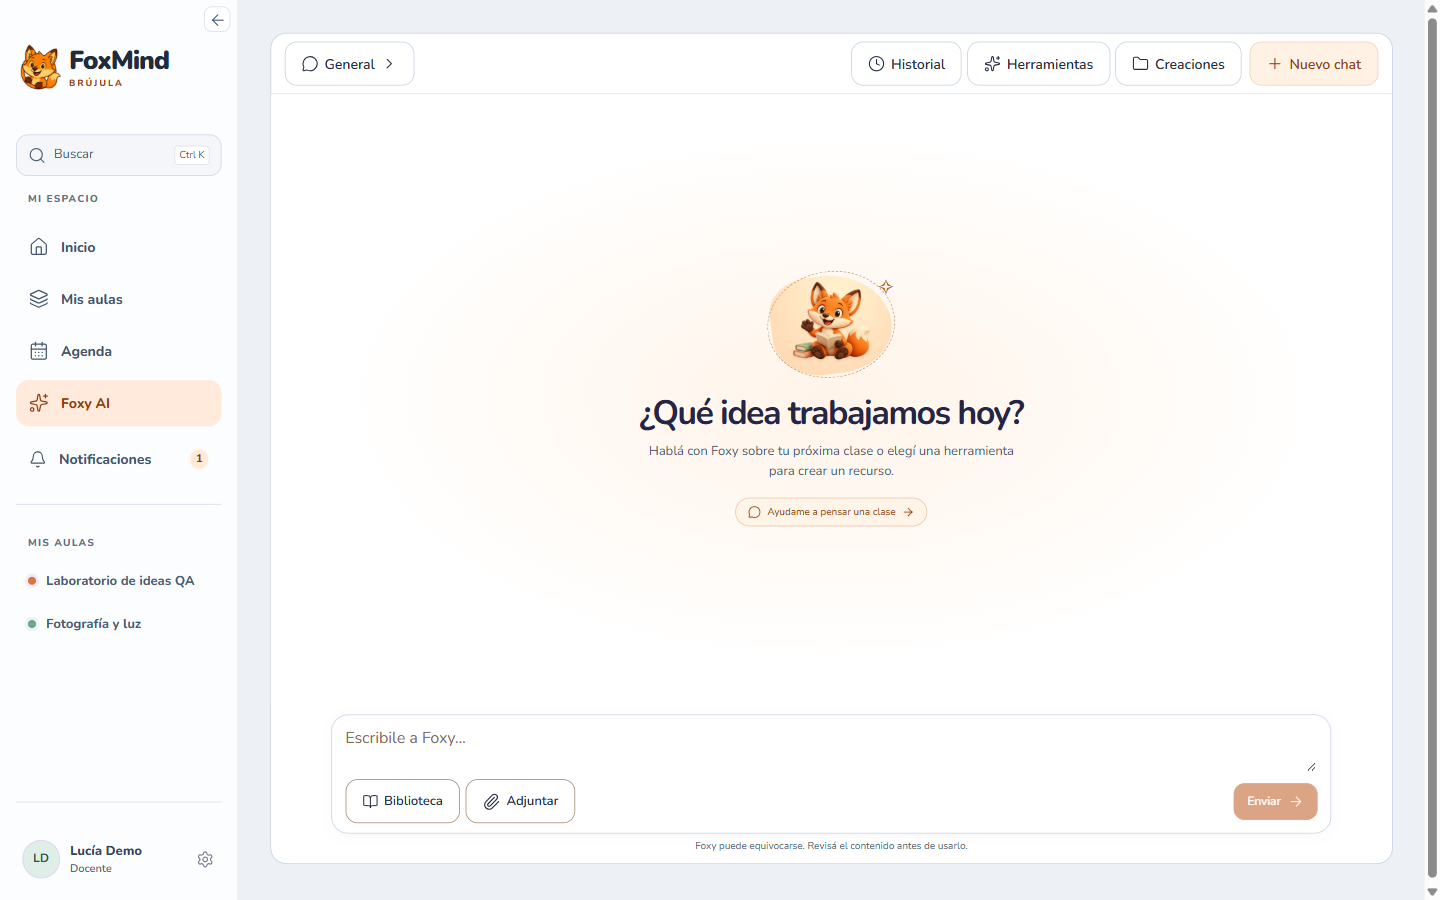 FoxMind
BRÚJULA
Buscar
Ctrl K
MI ESPACIO
Inicio
Mis aulas
Agenda
Foxy AI
Notificaciones
1
MIS AULAS
Laboratorio de ideas QA
Fotografía y luz
LD
Lucía Demo
Docente
General
Historial
Herramientas
Creaciones
Nuevo chat
¿Qué idea trabajamos hoy?
Hablá con Foxy sobre tu próxima clase o elegí una herramienta
para crear un recurso.
Ayudame a pensar una clase
Escribile a Foxy...
Biblioteca
Adjuntar
Enviar
Foxy puede equivocarse. Revisá el contenido antes de usarlo.